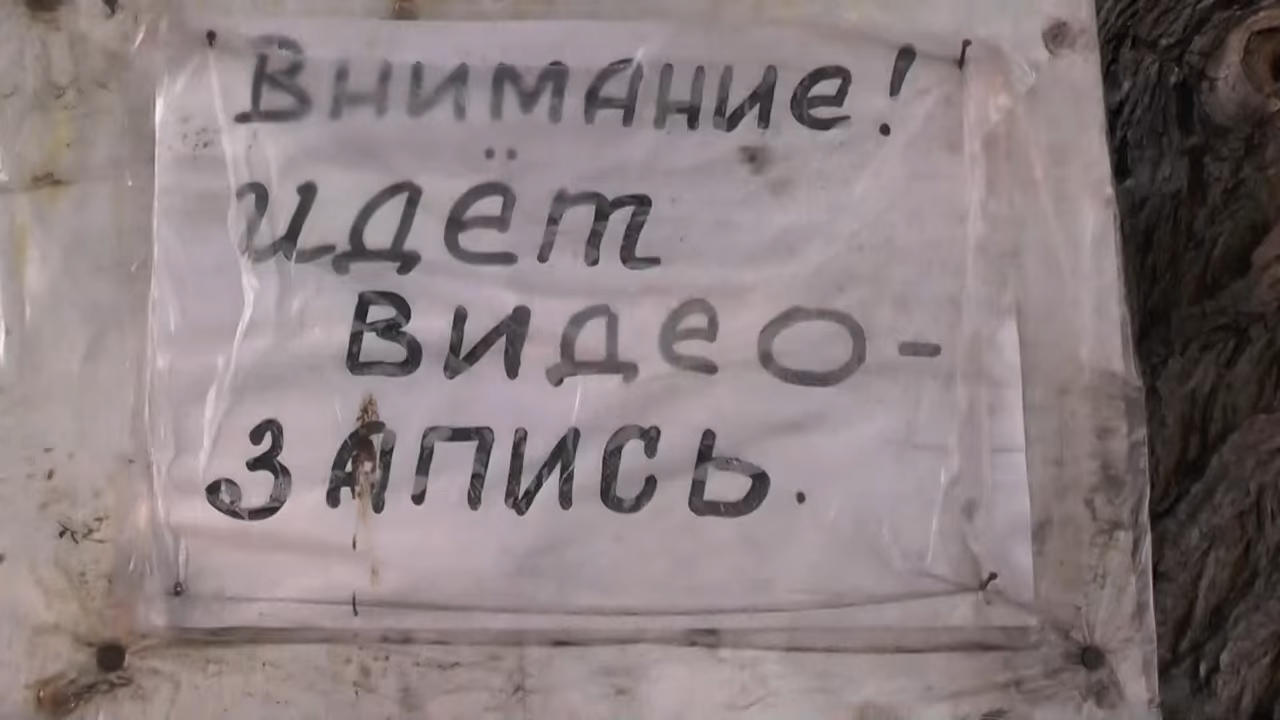 Внимание!
идёт
видео-
запись.